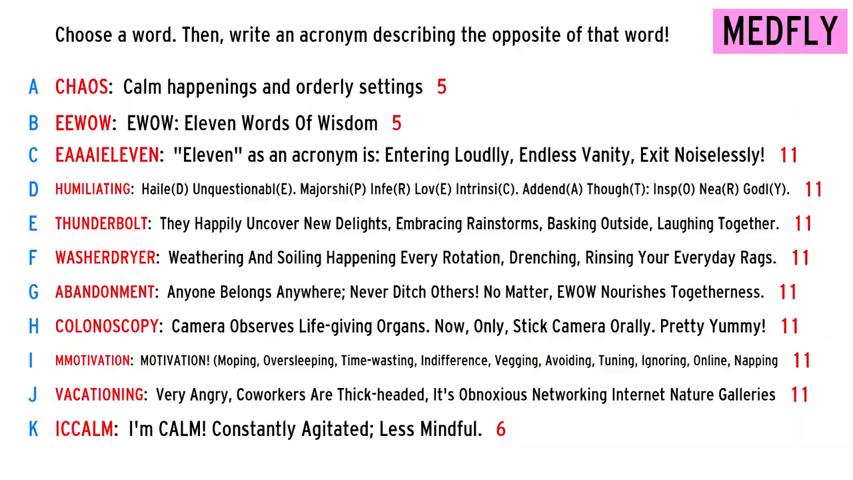 Choose a word. Then, write an acronym describing the opposite of that word!
MEDFLY
A CHAOS: Calm happenings and orderly settings 5
B EEWOW: EWOW: Eleven Words Of Wisdom 5
C EAAAIELEVEN: "Eleven" as an acronym is: Entering Loudlly, Endless Vanity, Exit Noiselessly! 11
D HUMILIATING: Haile(D) Unquestionabl(E). Majorshi(P) Infe(R) Lov(E) Intrinsi(C). Addend(A) Though(T): Insp(O) Nea(R) Godl(Y). 11
E THUNDERBOLT: They Happily Uncover New Delights, Embracing Rainstorms, Basking Outside, Laughing Together. 11
F WASHERDRYER: Weathering And Soiling Happening Every Rotation, Drenching, Rinsing Your Everyday Rags. 11
G ABANDONMENT: Anyone Belongs Anywhere; Never Ditch Others! No Matter, EWOW Nourishes Togetherness. 11
H COLONOSCOPY: Camera Observes Life-giving Organs. Now, Only, Stick Camera Orally. Pretty Yummy! 11
I MMOTIVATION: MOTIVATION! (Moping, Oversleeping, Time-wasting, Indifference, Vegging, Avoiding, Tuning, Ignoring, Online, Napping 11
J VACATIONING: Very Angry, Coworkers Are Thick-headed, It's Obnoxious Networking Internet Nature Galleries 11
K ICCALM: I'm CALM! Constantly Agitated; Less Mindful. 6